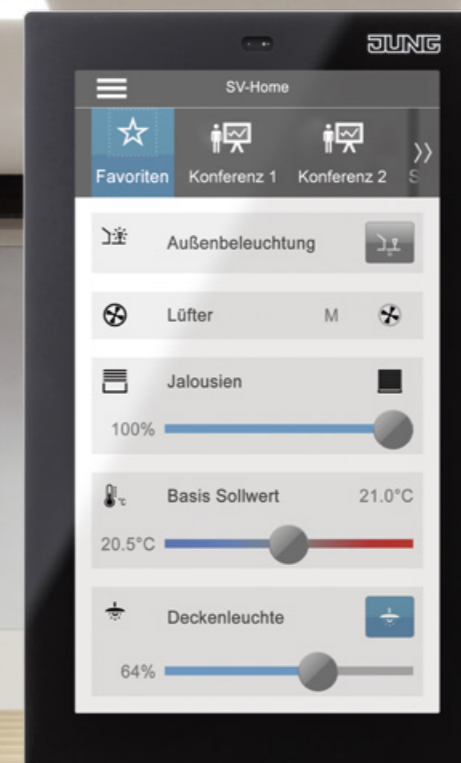 JUNG
SV-Home
Favoriten Konferenz 1 Konferenz 2 S
Außenbeleuchtung
Lüfter M
Jalousien
100%
°C Basis Sollwert 21.0°C
20.5°C
Deckenleuchte
64%